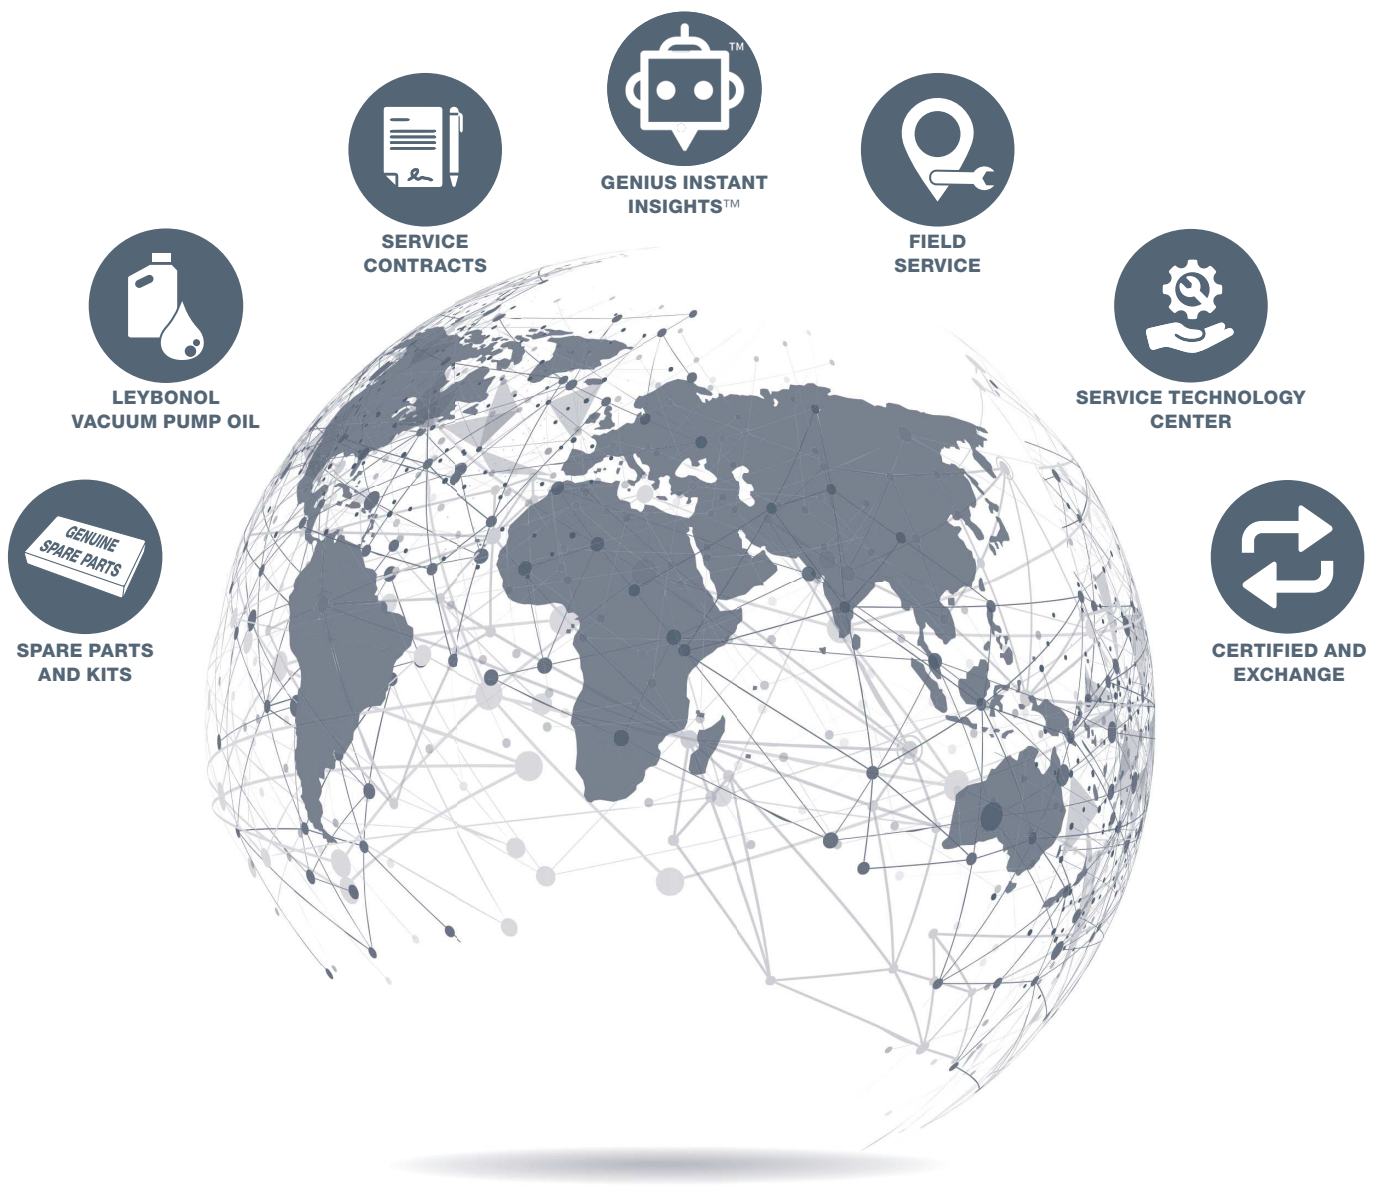 TM
GENIUS INSTANT
INSIGHTS™
SERVICE
CONTRACTS
FIELD
SERVICE
LEYBONOL
VACUUM PUMP OIL
SERVICE TECHNOLOGY
CENTER
GENUINE
SPARE PARTS
SPARE PARTS
AND KITS
CERTIFIED AND
EXCHANGE